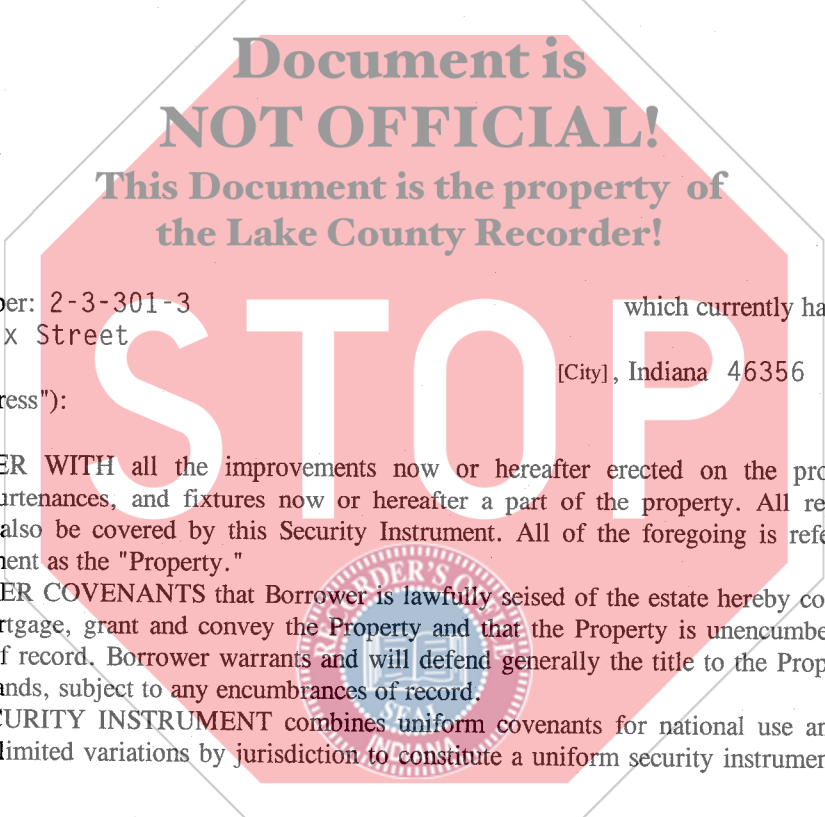 Document is
NOT OFFICIAL!
This Document is the property of
the Lake County Recorder!
ber: 2-3-301-3 which currently ha
x Street
[City], Indiana 46356
ress"):
STOP
ER WITH all the improvements now or hereafter erected on the pro
urtenances, and fixtures now or hereafter a part of the property. All re
also be covered by this Security Instrument. All of the foregoing is refe
ment as the "Property."
ER COVENANTS that Borrower is lawfully seised of the estate hereby co
rtgage, grant and convey the Property and that the Property is unencumbe
f record. Borrower warrants and will defend generally the title to the Prop
ands, subject to any encumbrances of record.
CURITY INSTRUMENT combines uniform covenants for national use an
limited variations by jurisdiction to constitute a uniform security instrumen
RECORDER'S OFFICE
SEAL
INDIANA